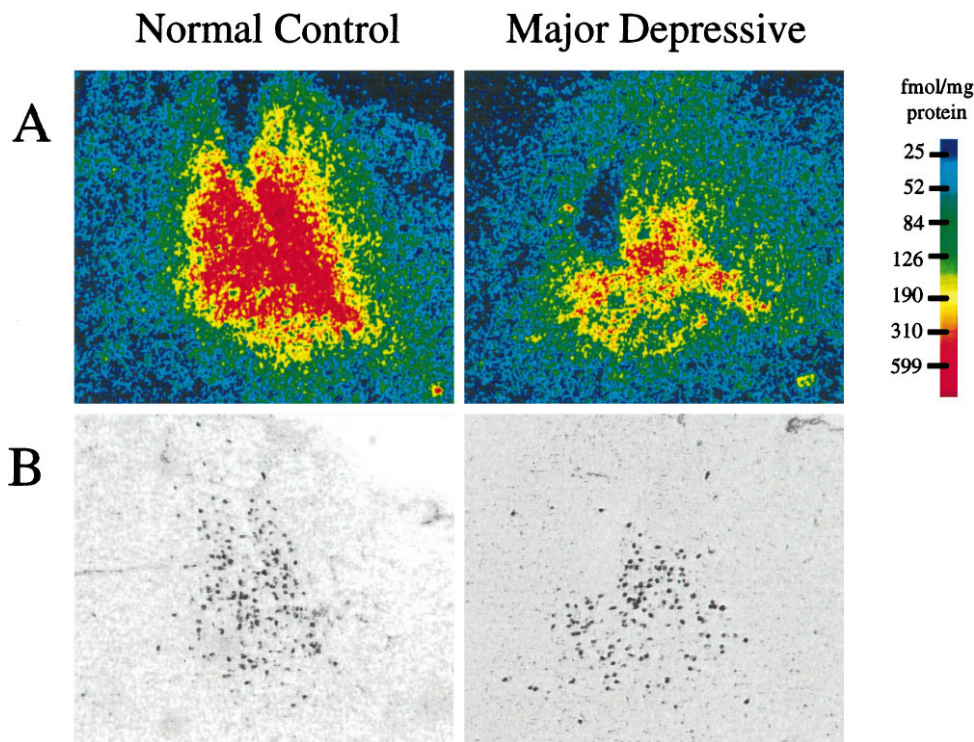 Normal Control
Major Depressive
A
fmol/mg
protein
25
52
84
126
190
310
599
B